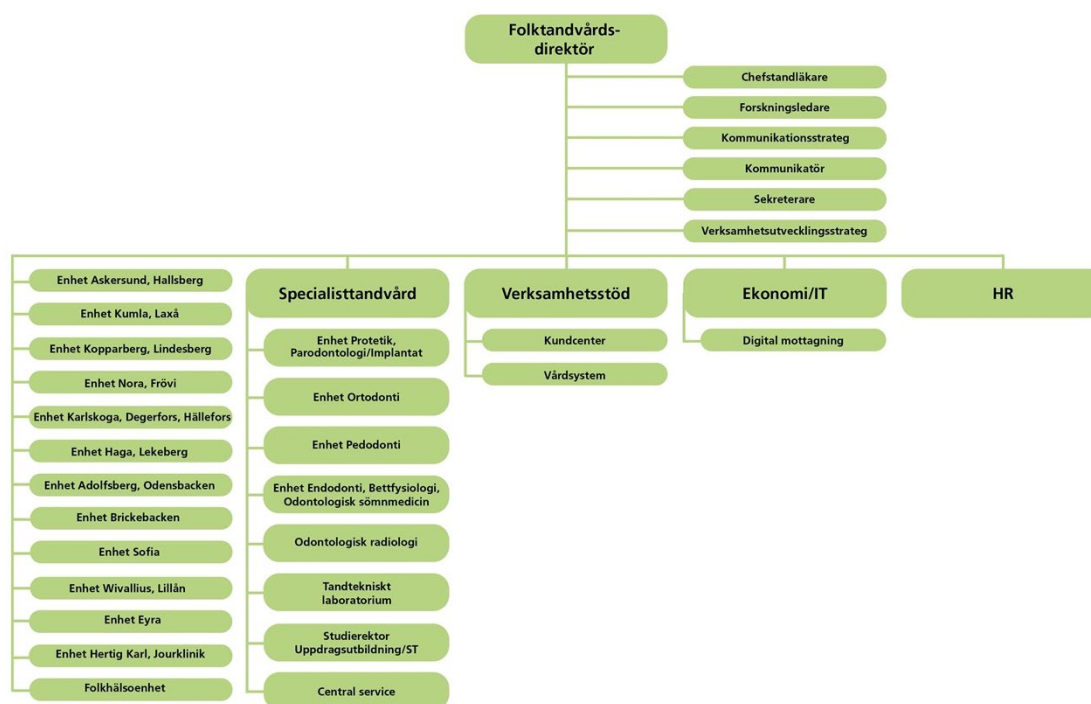 Folktandvårds-
direktör
Chefstandläkare
Forskningsledare
Kommunikationsstrateg
Kommunikatör
Sekreterare
Verksamhetsutvecklingsstrateg
Enhet Askersund, Hallsberg
Enhet Kumla, Laxå
Enhet Kopparberg, Lindesberg
Enhet Nora, Frövi
Enhet Karlskoga, Degerfors, Hällefors
Enhet Haga, Lekeberg
Enhet Adolfsberg, Odensbacken
Enhet Brickebacken
Enhet Sofia
Enhet Wivallius, Lillån
Enhet Eyra
Enhet Hertig Karl, Jourklinik
Folkhälsoenhet
Specialisttandvård
Enhet Protetik,
Parodontologi/Implantat
Enhet Ortodonti
Enhet Pedodonti
Enhet Endodonti, Bettfysiologi,
Odontologisk sömnmedicin
Odontologisk radiologi
Tandtekniskt
laboratorium
Studierektor
Uppdragsutbildning/ST
Central service
Verksamhetsstöd
Kundcenter
Vårdsystem
Ekonomi/IT
Digital mottagning
HR